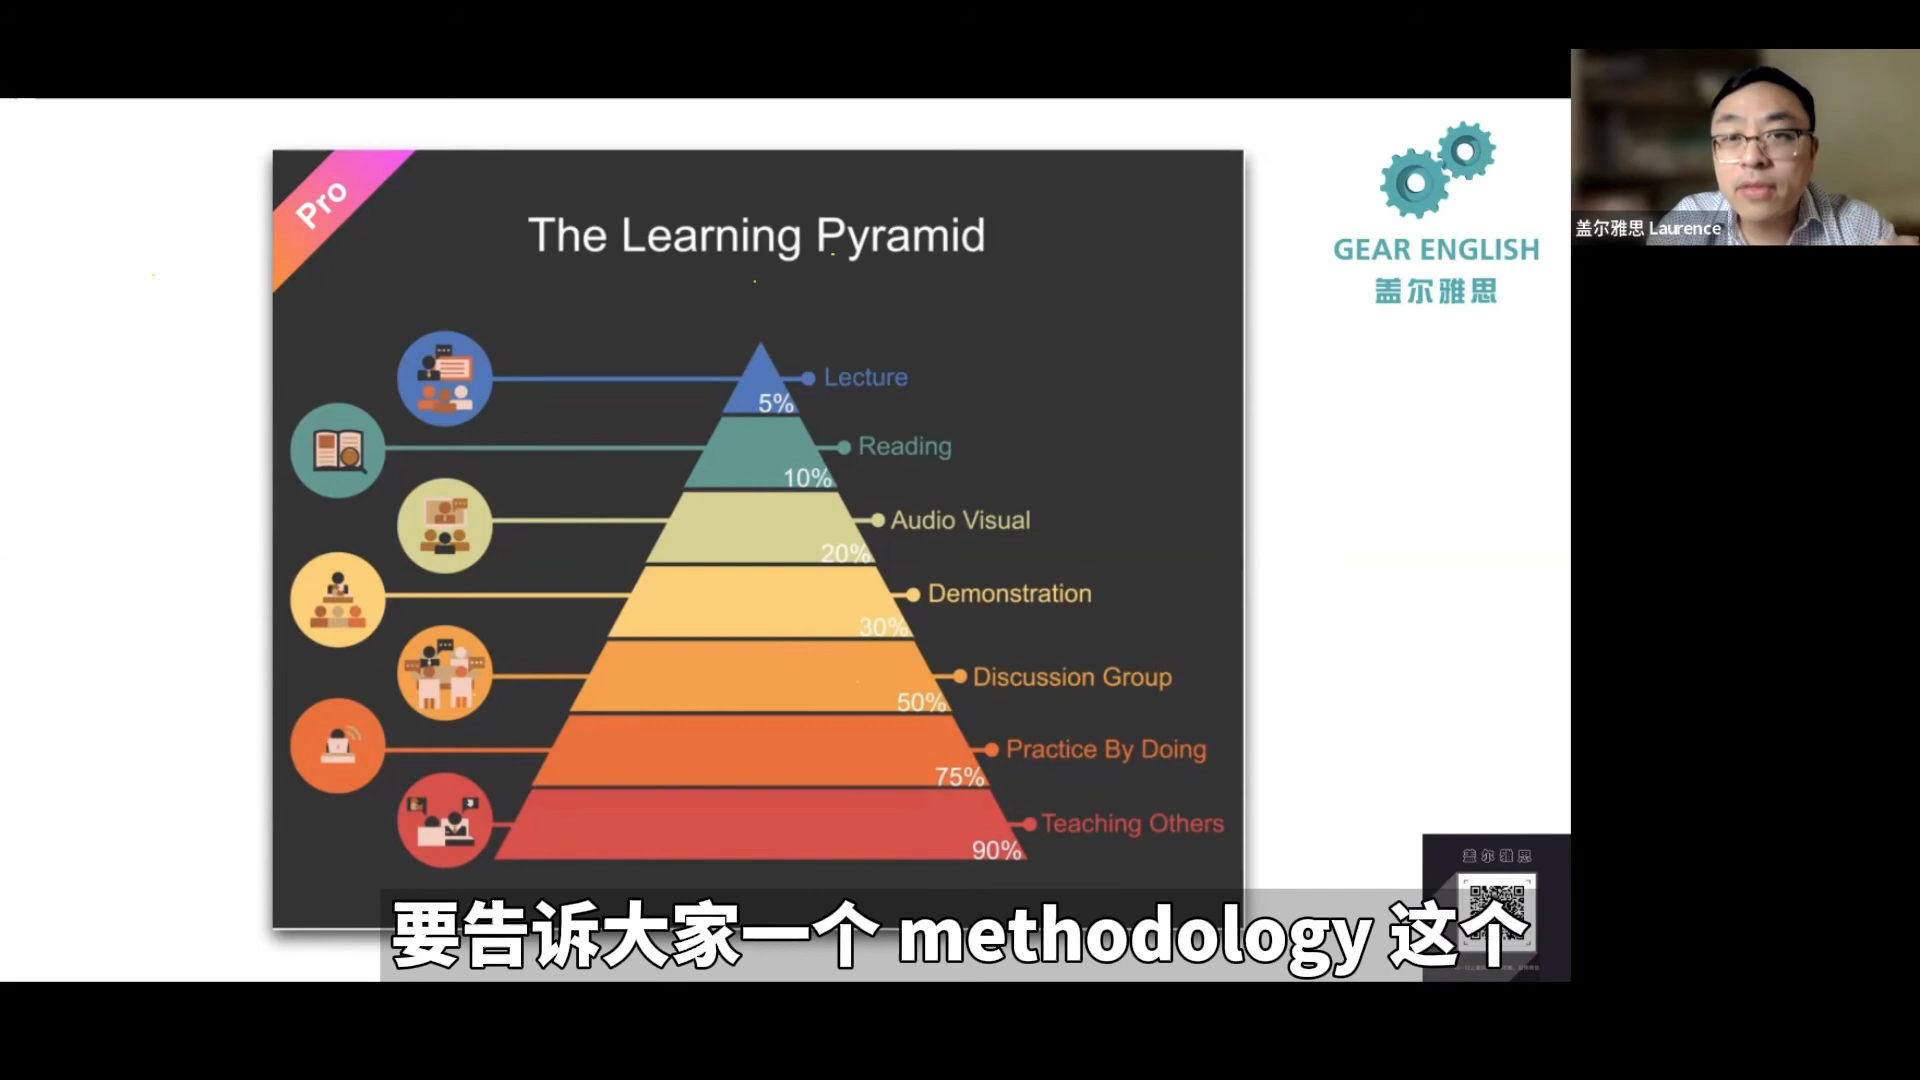 Pro
The Learning Pyramid
Lecture
5%
Reading
10%
Audio Visual
20%
Demonstration
30%
Discussion Group
50%
Practice By Doing
75%
Teaching Others
90%
GEAR ENGLISH
盖尔雅思
盖尔雅思 Laurence
盖尔雅思
要告诉大家一个 methodology 这个